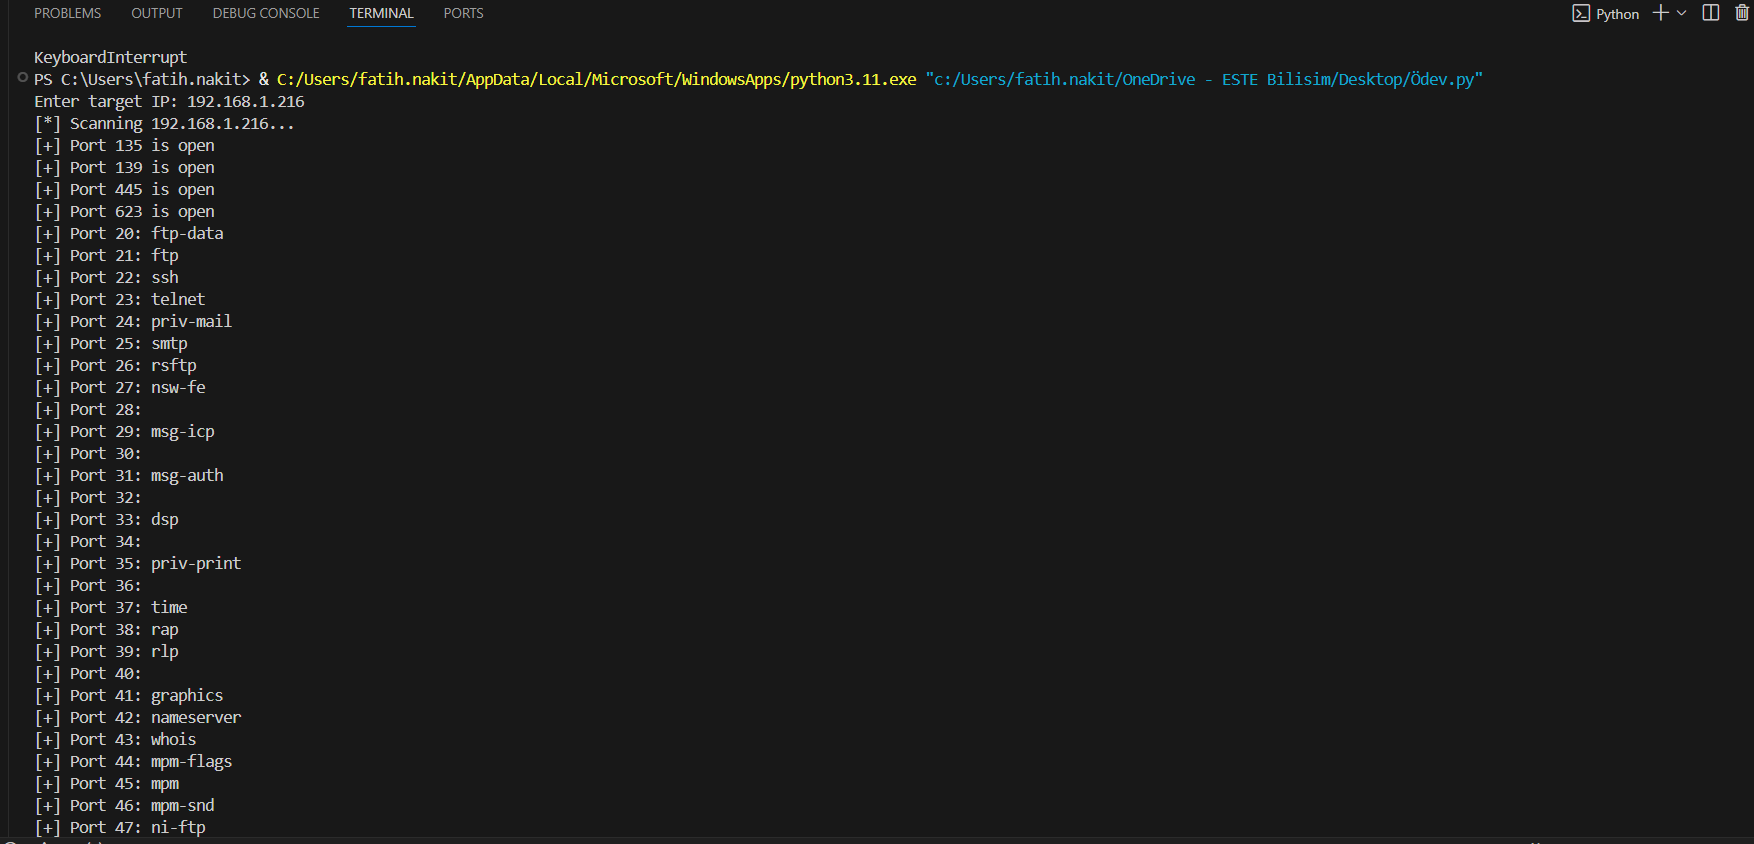 PROBLEMS OUTPUT DEBUG CONSOLE TERMINAL PORTS Python
KeyboardInterrupt
PS C:\Users\fatih.nakit> & C:/Users/fatih.nakit/AppData/Local/Microsoft/WindowsApps/python3.11.exe "c:/Users/fatih.nakit/OneDrive - ESTE Bilisim/Desktop/Ödev.py"
Enter target IP: 192.168.1.216
[*] Scanning 192.168.1.216...
[+] Port 135 is open
[+] Port 139 is open
[+] Port 445 is open
[+] Port 623 is open
[+] Port 20: ftp-data
[+] Port 21: ftp
[+] Port 22: ssh
[+] Port 23: telnet
[+] Port 24: priv-mail
[+] Port 25: smtp
[+] Port 26: rsftp
[+] Port 27: nsw-fe
[+] Port 28:
[+] Port 29: msg-icp
[+] Port 30:
[+] Port 31: msg-auth
[+] Port 32:
[+] Port 33: dsp
[+] Port 34:
[+] Port 35: priv-print
[+] Port 36:
[+] Port 37: time
[+] Port 38: rap
[+] Port 39: rlp
[+] Port 40:
[+] Port 41: graphics
[+] Port 42: nameserver
[+] Port 43: whois
[+] Port 44: mpm-flags
[+] Port 45: mpm
[+] Port 46: mpm-snd
[+] Port 47: ni-ftp